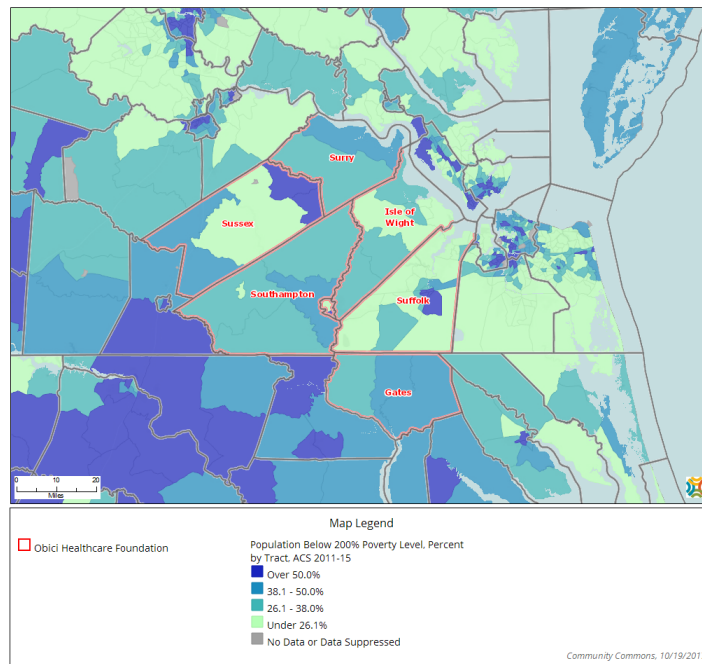 Surry
Isle of
Wight
Sussex
Southampton
Suffolk
Gates
0 10 20
Miles
Map Legend
Obici Healthcare Foundation
Population Below 200% Poverty Level, Percent
by Tract, ACS 2011-15
Over 50.0%
38.1 - 50.0%
26.1 - 38.0%
Under 26.1%
No Data or Data Suppressed
Community Commons, 10/19/201